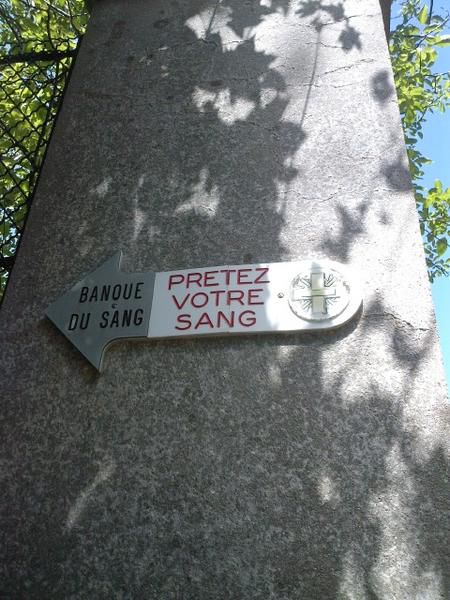 BANQUE
DU SANG
PRETEZ
VOTRE
SANG